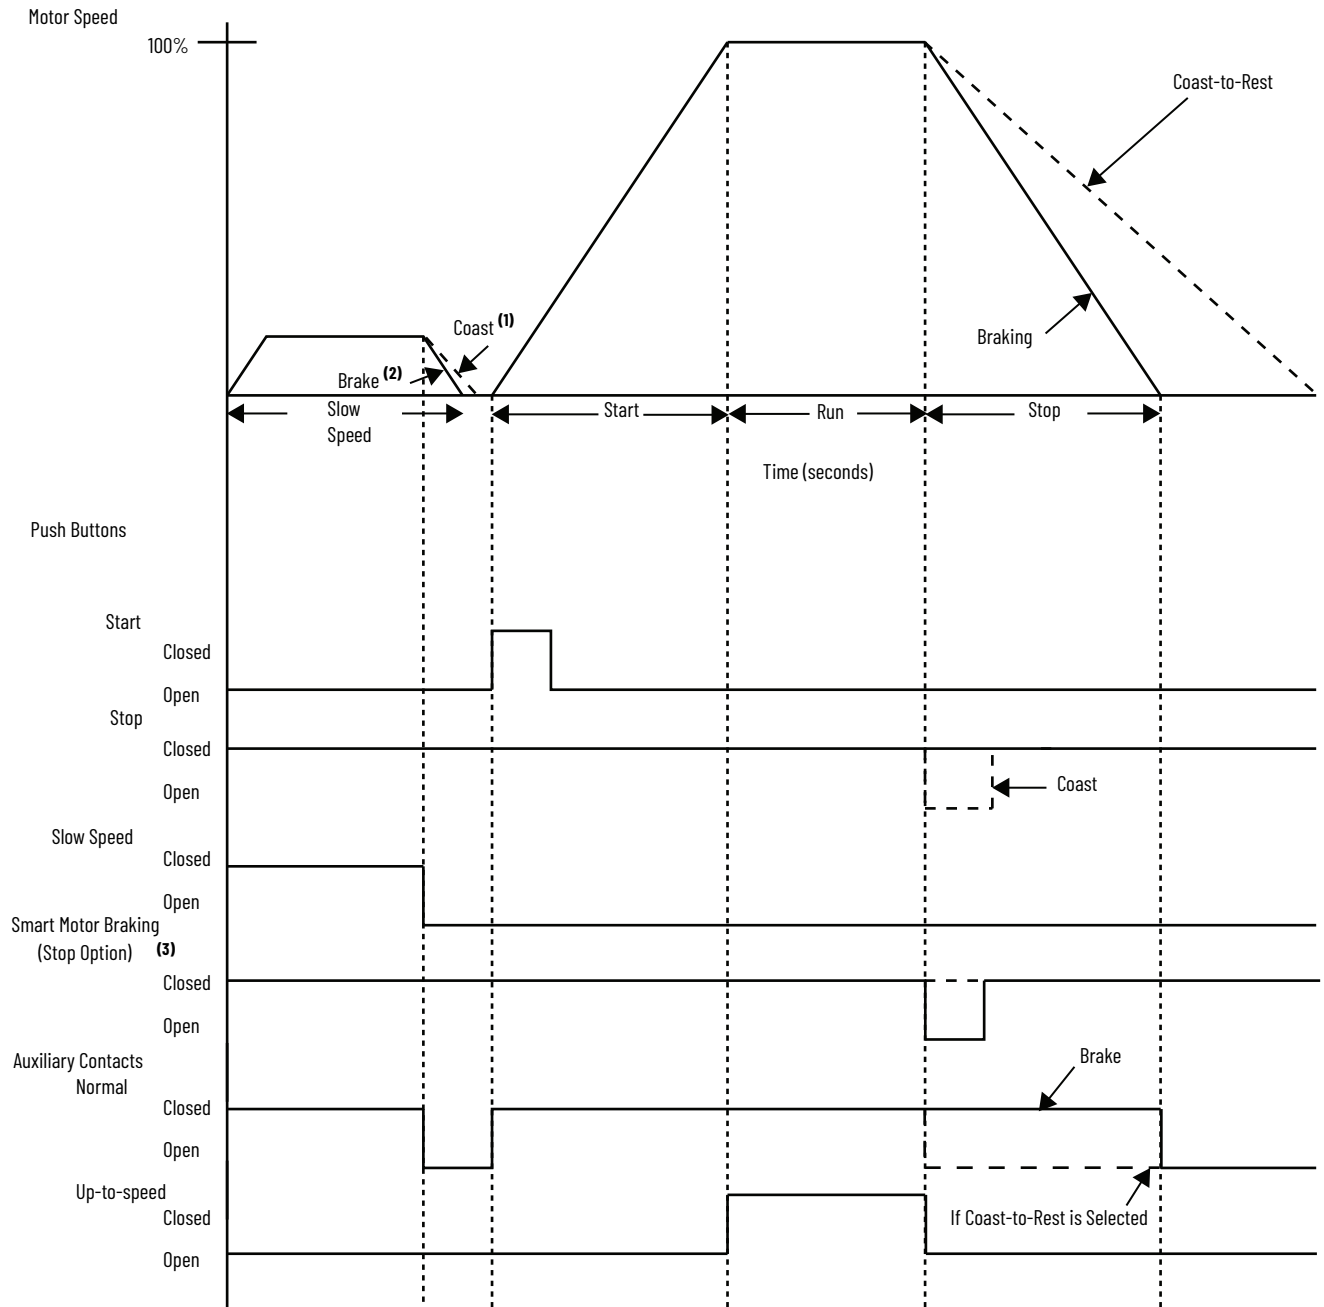 Motor Speed
100%
Coast-to-Rest
Coast (1)
Braking
Brake (2)
Slow
Speed
Start
Run
Stop
Time (seconds)
Push Buttons
Start
Closed
Open
Stop
Closed
Open
Coast
Slow Speed
Closed
Open
Smart Motor Braking
(Stop Option) (3)
Closed
Open
Auxiliary Contacts
Normal
Brake
Closed
Open
Up-to-speed
Closed
If Coast-to-Rest is Selected
Open